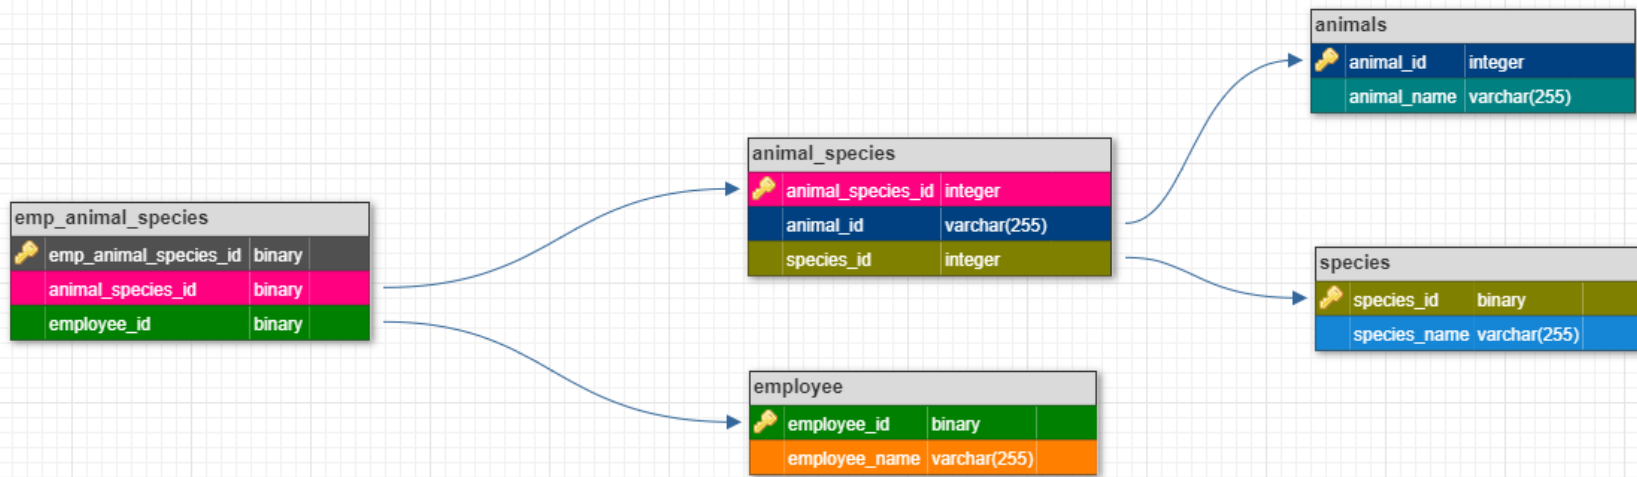 emp_animal_species
emp_animal_species_id binary
animal_species_id binary
employee_id binary
animal_species
animal_species_id integer
animal_id varchar(255)
species_id integer
employee
employee_id binary
employee_name varchar(255)
animals
animal_id integer
animal_name varchar(255)
species
species_id binary
species_name varchar(255)